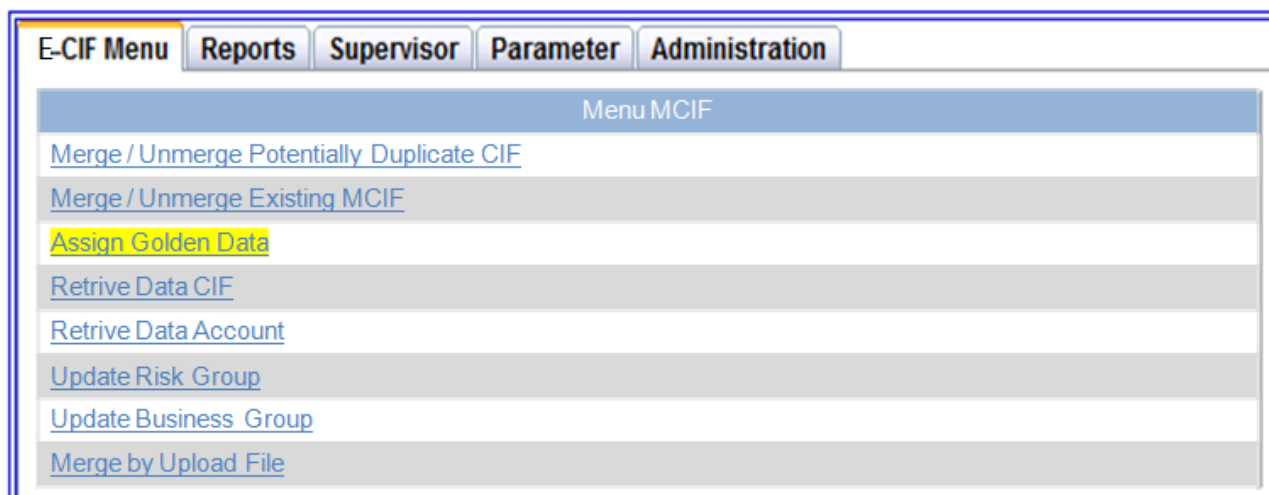 E-CIF Menu Reports Supervisor Parameter Administration
Menu MCIF
Merge / Unmerge Potentially Duplicate CIF
Merge / Unmerge Existing MCIF
Assign Golden Data
Retrive Data CIF
Retrive Data Account
Update Risk Group
Update Business Group
Merge by Upload File